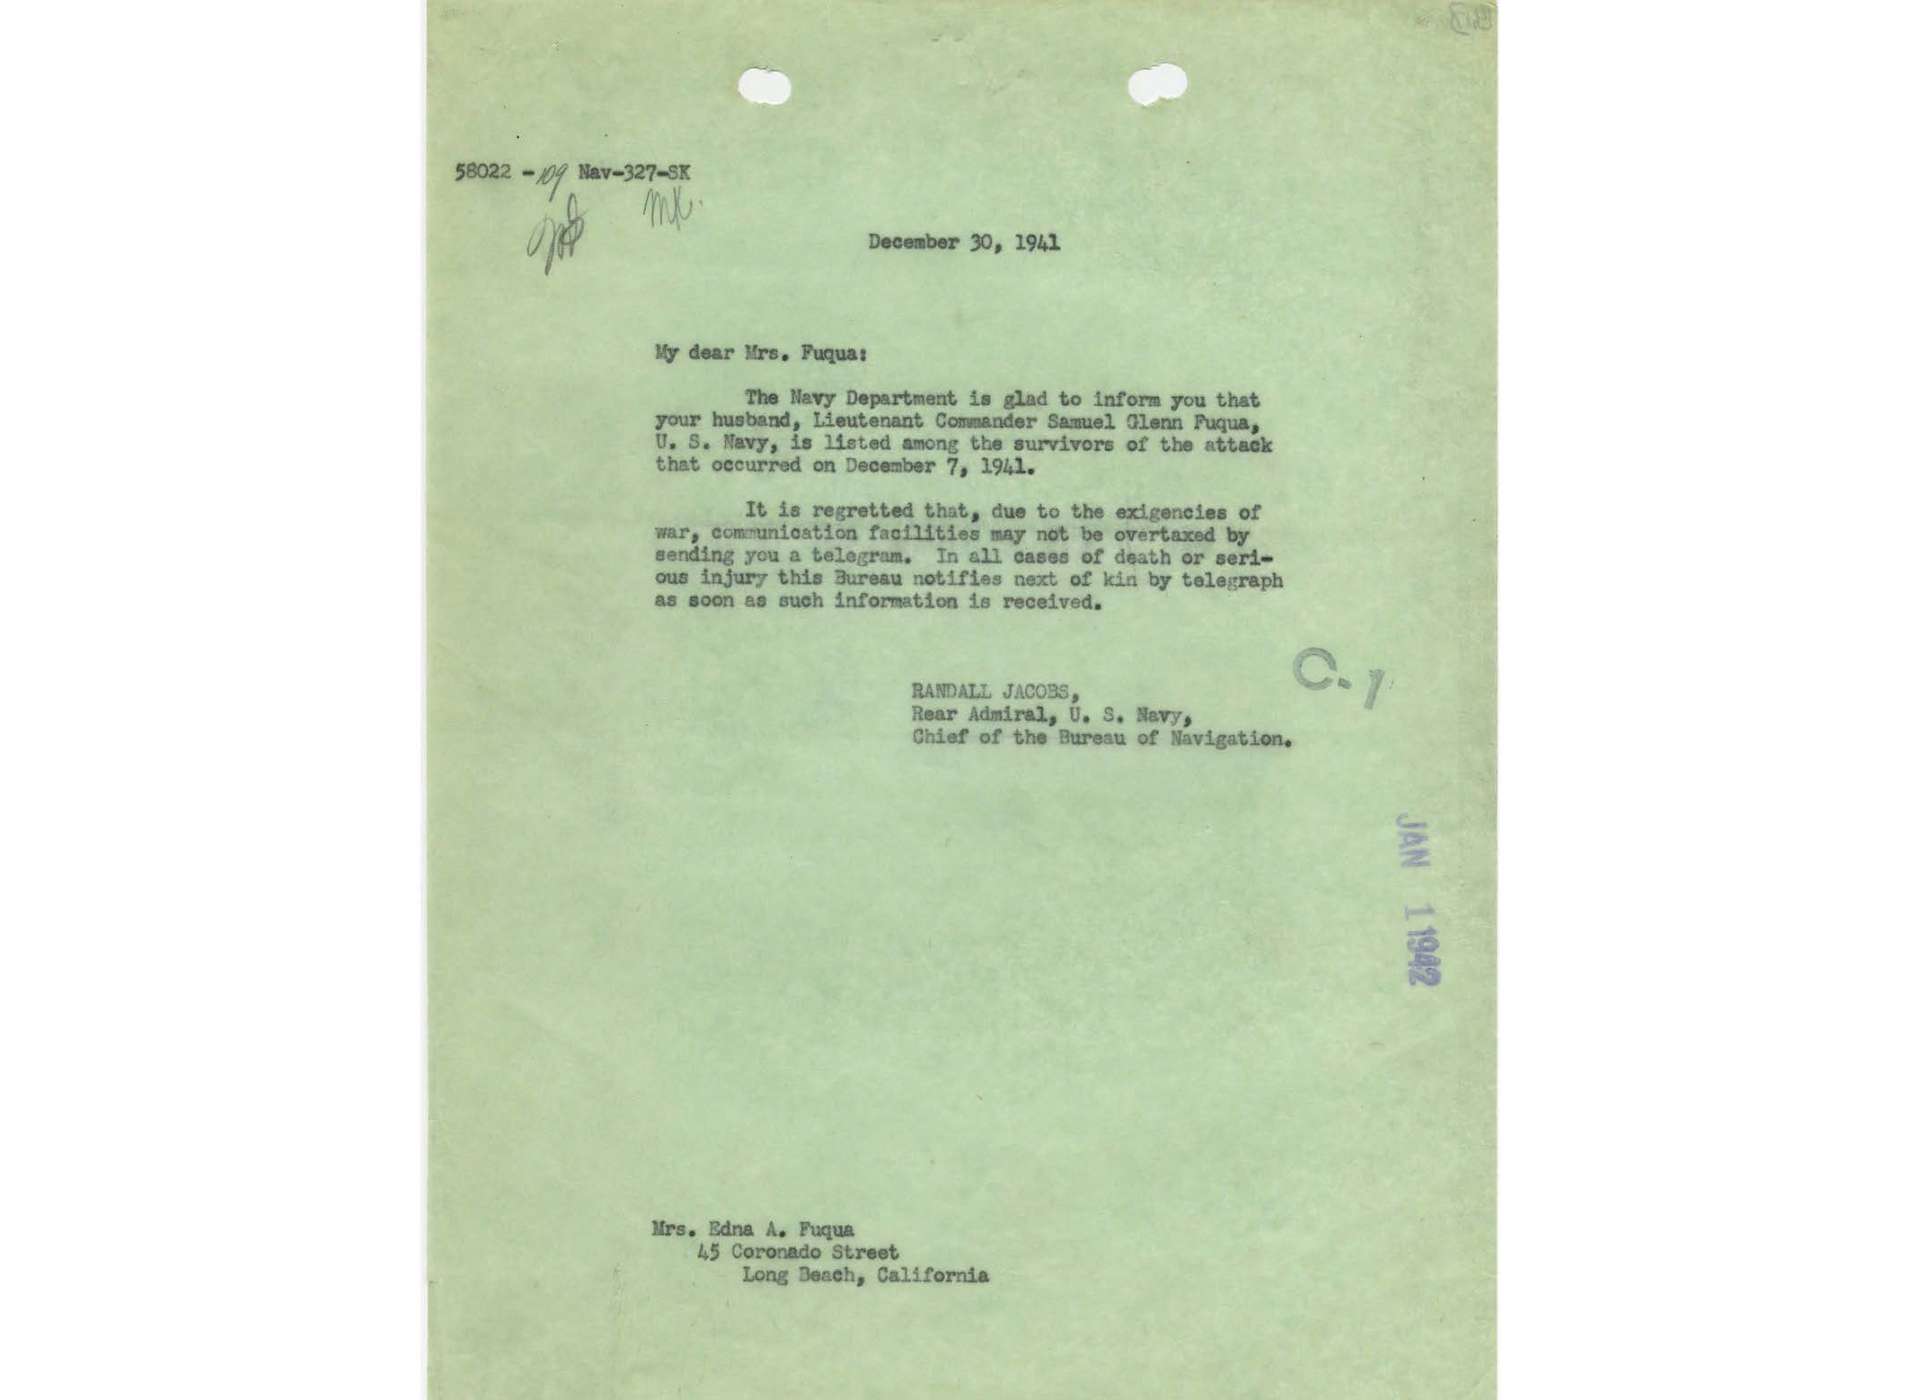 58022 -109 Nav-327-SK
MK.
December 30, 1941
My dear Mrs. Fuqua:
The Navy Department is glad to inform you that
your husband, Lieutenant Commander Samuel Glenn Fuqua,
U. S. Navy, is listed among the survivors of the attack
that occurred on December 7, 1941.
It is regretted that, due to the exigencies of
war, communication facilities may not be overtaxed by
sending you a telegram. In all cases of death or seri-
ous injury this Bureau notifies next of kin by telegraph
as soon as such information is received.
C. 1
RANDALL JACOBS,
Rear Admiral, U. S. Navy,
Chief of the Bureau of Navigation.
JAN 1 1942
Mrs. Edna A. Fuqua
45 Coronado Street
Long Beach, California